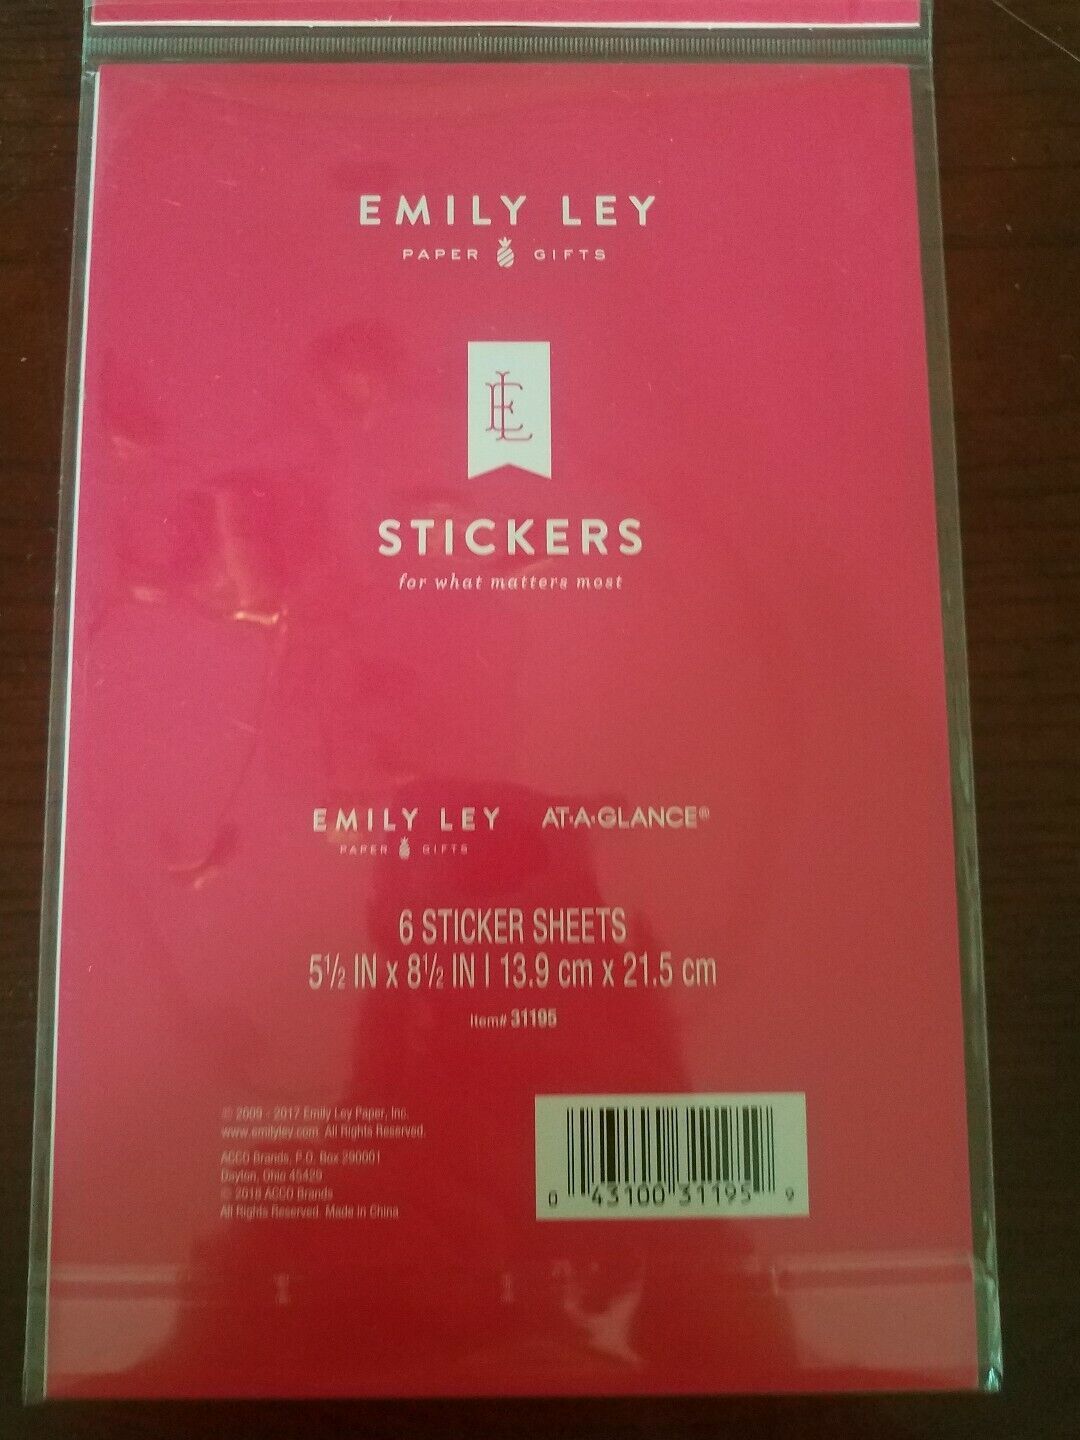 EMILY LEY
PAPER GIFTS
EL
STICKERS
for what matters most
EMILY LEY AT-A-GLANCE®
PAPER GIFTS
6 STICKER SHEETS
5½ IN x 8½ IN | 13.9 cm x 21.5 cm
Item# 31195
© 2009 - 2017 Emily Ley Paper, Inc.
www.emilyley.com. All Rights Reserved.
ACCO Brands, P.O. Box 290001
Dayton, Ohio 45429
© 2018 ACCO Brands
All Rights Reserved. Made in China
0 43100 31195 9